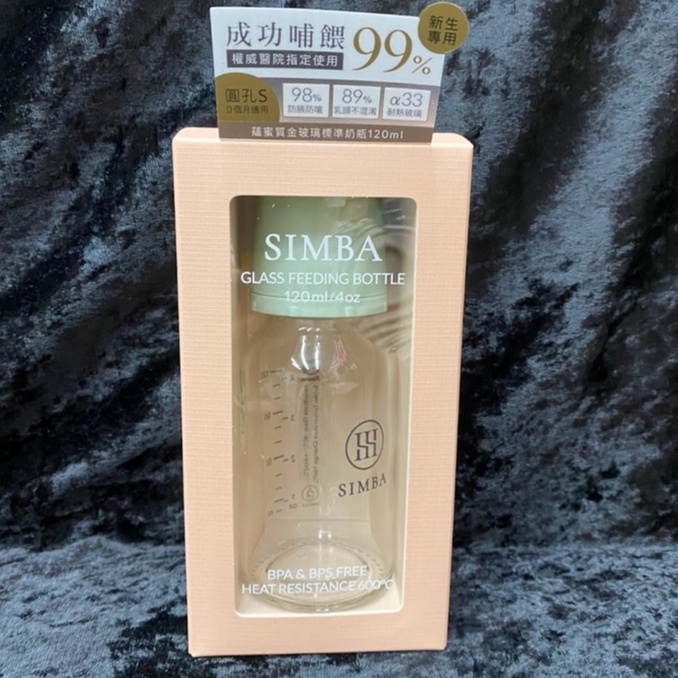 成功哺餵 99%
權威醫院指定使用
新生
專用
圓孔S
0個月適用
98%
防脹防嗆
89%
乳頭不混淆
α33
耐熱玻璃
蘊蜜質金玻璃標準奶瓶120ml
SIMBA
GLASS FEEDING BOTTLE
120ml/4oz
SIMBA
BPA & BPS FREE
HEAT RESISTANCE 600°C